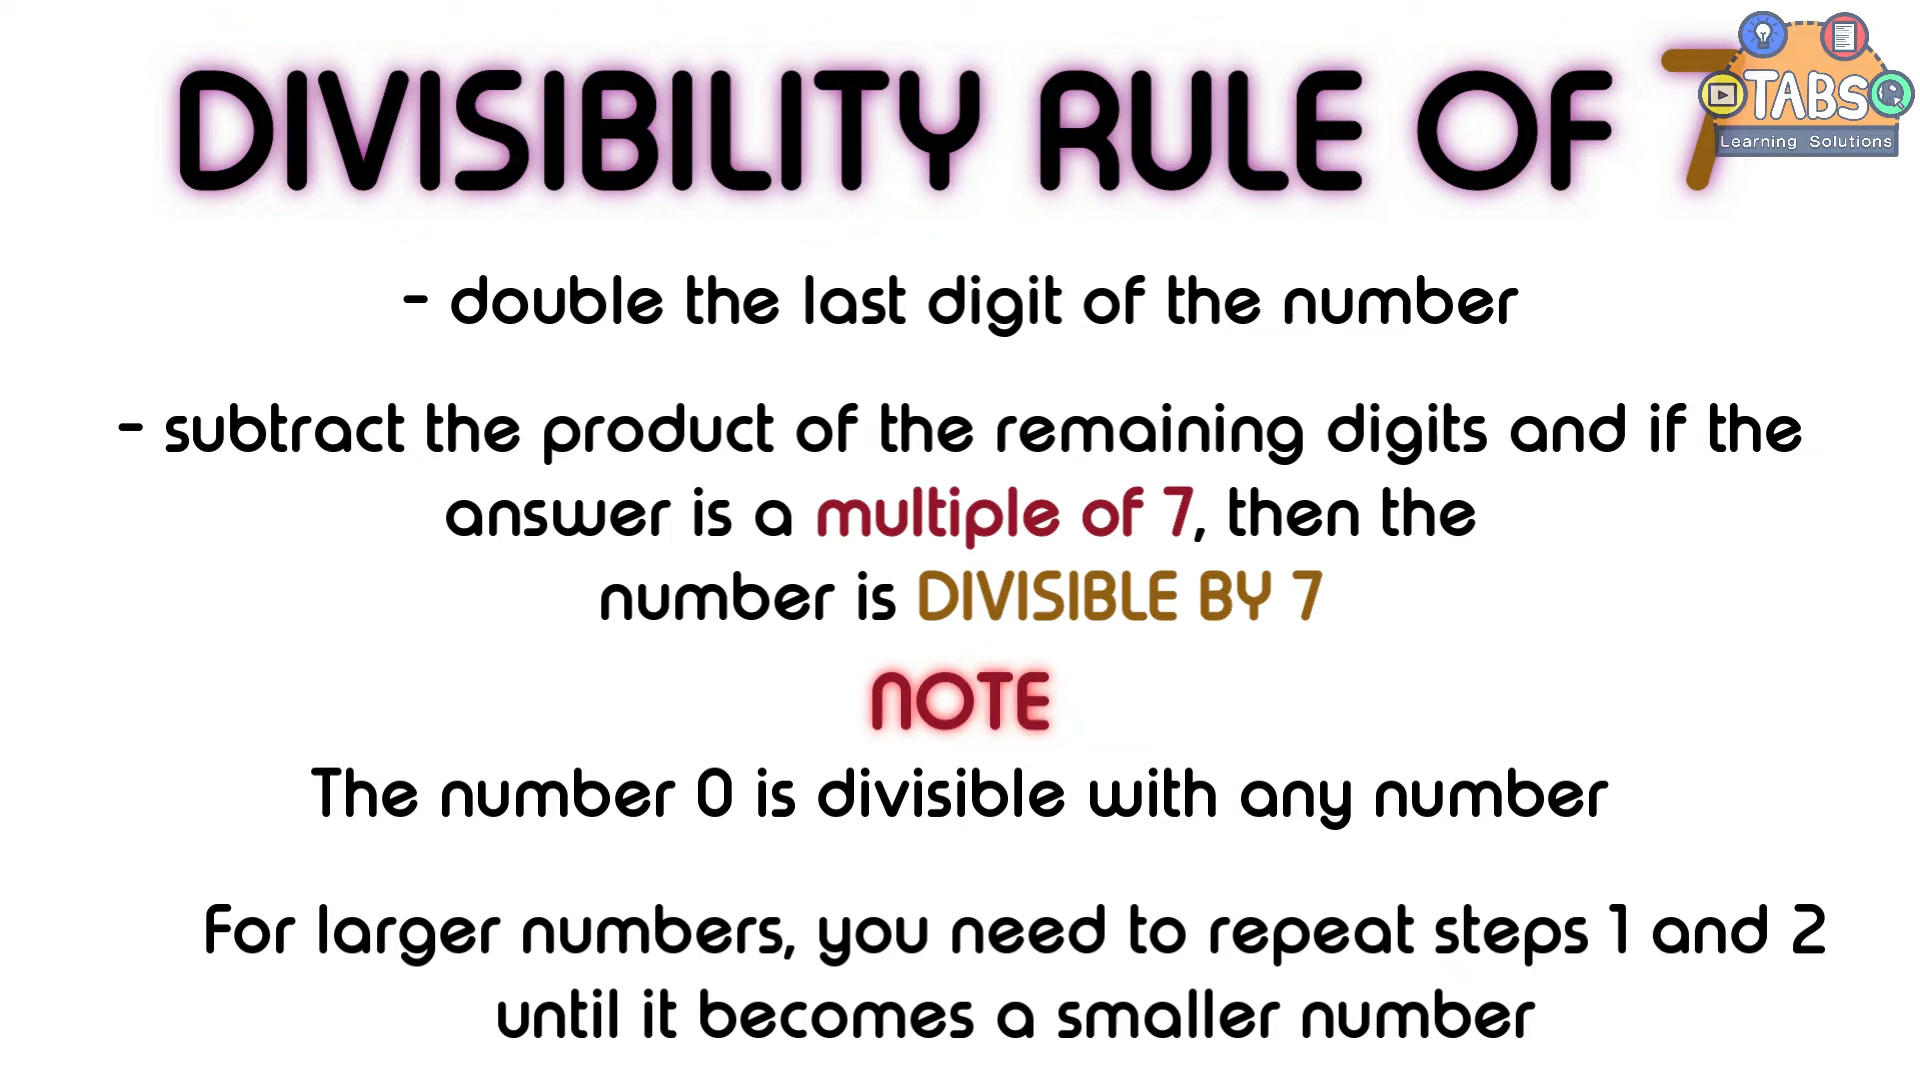 DIVISIBILITY RULE OF 7
TABS
Learning Solutions
- double the last digit of the number
- subtract the product of the remaining digits and if the
answer is a multiple of 7, then the
number is DIVISIBLE BY 7
NOTE
The number 0 is divisible with any number
For larger numbers, you need to repeat steps 1 and 2
until it becomes a smaller number